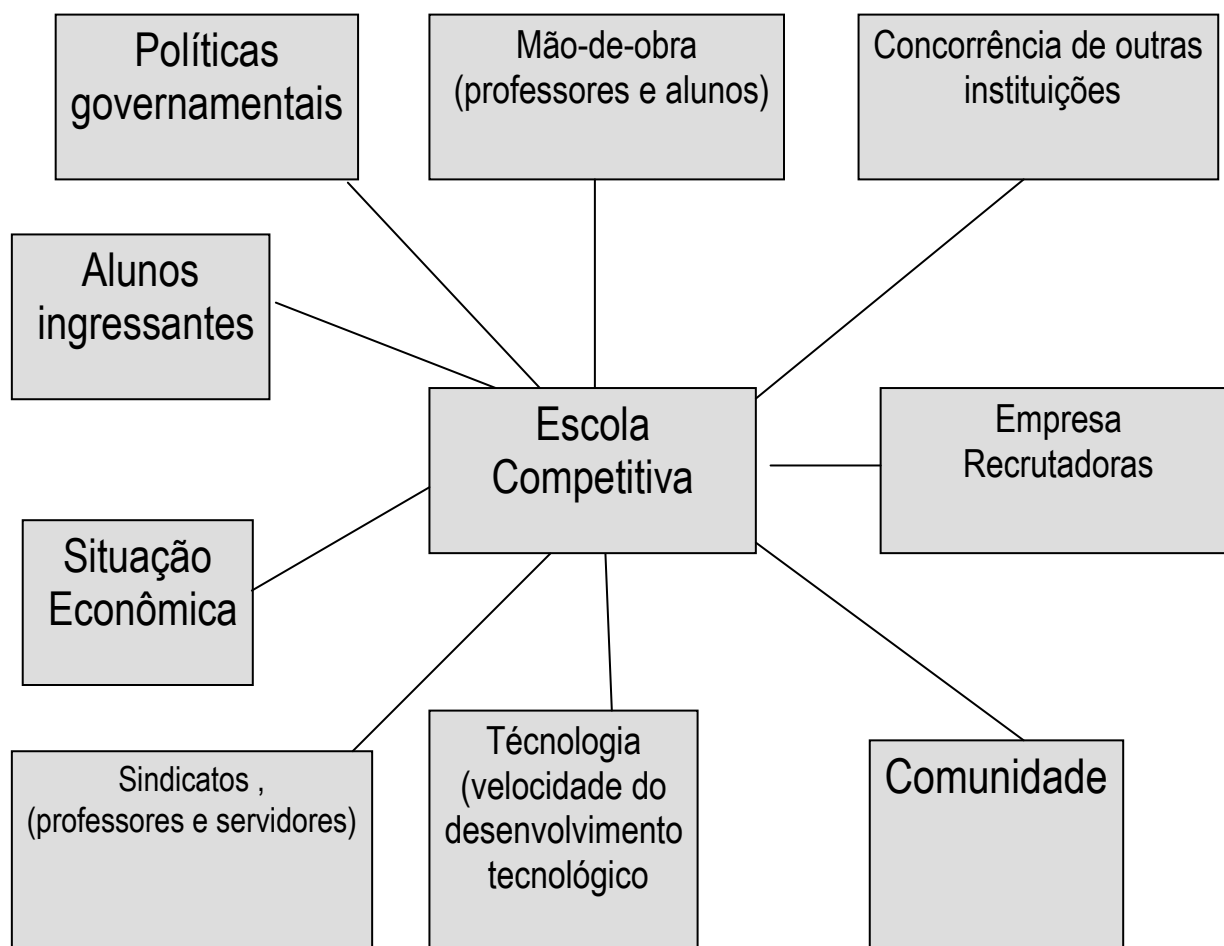 Políticas
governamentais
Mão-de-obra
(professores e alunos)
Concorrência de outras
instituições
Alunos
ingressantes
Escola
Competitiva
Empresa
Recrutadoras
Situação
Econômica
Sindicatos ,
(professores e servidores)
Técnologia
(velocidade do
desenvolvimento
tecnológico
Comunidade